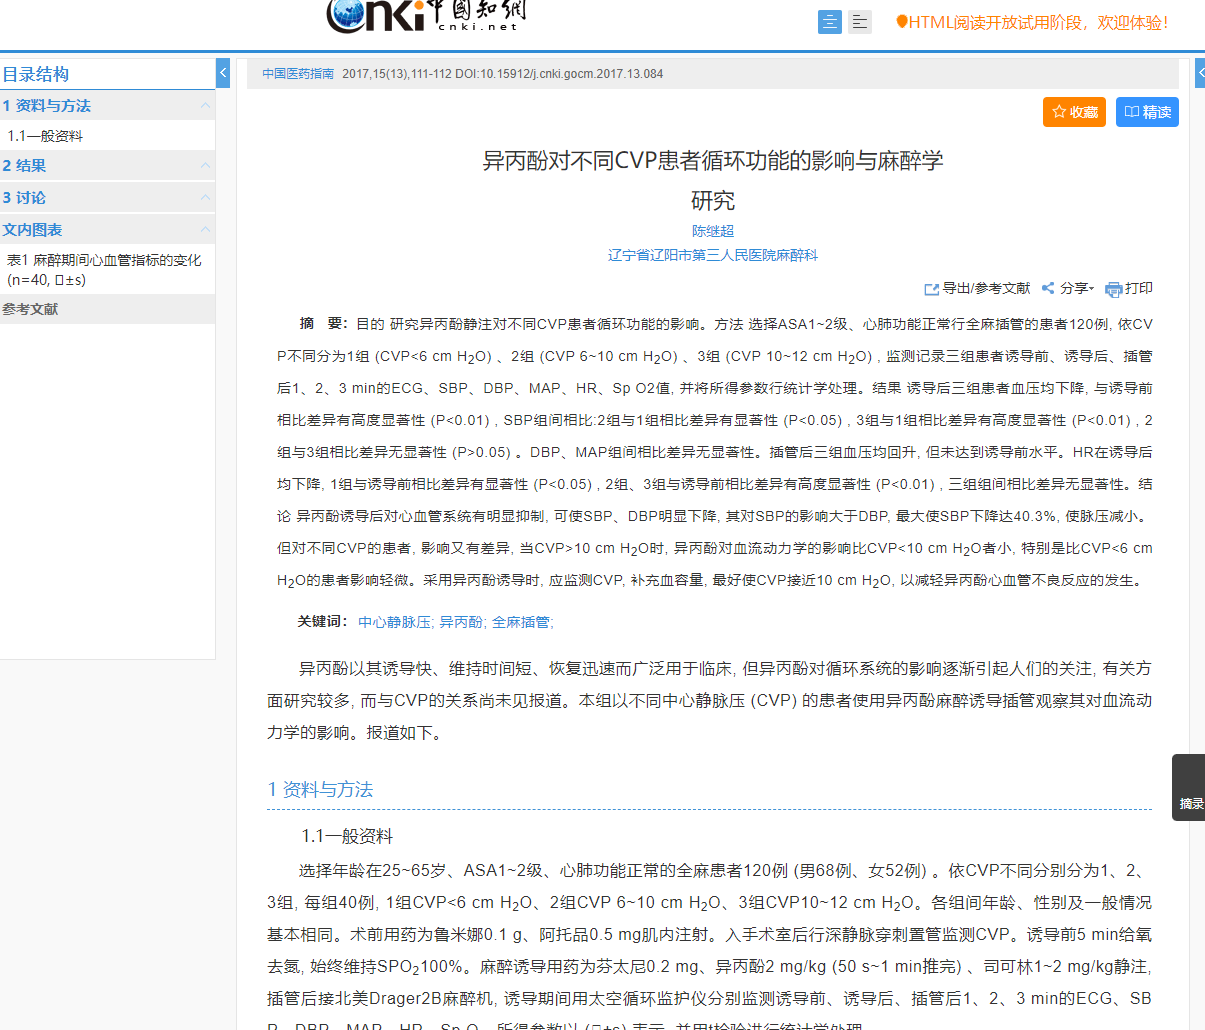 cnki 中国知网
cnki.net
HTML阅读开放试用阶段，欢迎体验！
目录结构
1 资料与方法
1.1一般资料
2 结果
3 讨论
文内图表
表1 麻醉期间心血管指标的变化
(n=40, ±s)
参考文献
中国医药指南 2017,15(13),111-112 DOI:10.15912/j.cnki.gocm.2017.13.084
收藏 精读
异丙酚对不同CVP患者循环功能的影响与麻醉学
研究
陈继超
辽宁省辽阳市第三人民医院麻醉科
导出/参考文献 分享 打印
摘 要：目的 研究异丙酚静注对不同CVP患者循环功能的影响。方法 选择ASA1~2级、心肺功能正常行全麻插管的患者120例, 依CV
P不同分为1组 (CVP<6 cm H₂O) 、2组 (CVP 6~10 cm H₂O) 、3组 (CVP 10~12 cm H₂O) , 监测记录三组患者诱导前、诱导后、插管
后1、2、3 min的ECG、SBP、DBP、MAP、HR、Sp O2值, 并将所得参数行统计学处理。结果 诱导后三组患者血压均下降, 与诱导前
相比差异有高度显著性 (P<0.01) , SBP组间相比:2组与1组相比差异有显著性 (P<0.05) , 3组与1组相比差异有高度显著性 (P<0.01) , 2
组与3组相比差异无显著性 (P>0.05) 。DBP、MAP组间相比差异无显著性。插管后三组血压均回升, 但未达到诱导前水平。HR在诱导后
均下降, 1组与诱导前相比差异有显著性 (P<0.05) , 2组、3组与诱导前相比差异有高度显著性 (P<0.01) , 三组组间相比差异无显著性。结
论 异丙酚诱导后对心血管系统有明显抑制, 可使SBP、DBP明显下降, 其对SBP的影响大于DBP, 最大使SBP下降达40.3%, 使脉压减小。
但对不同CVP的患者, 影响又有差异, 当CVP>10 cm H₂O时, 异丙酚对血流动力学的影响比CVP<10 cm H₂O者小, 特别是比CVP<6 cm
H₂O的患者影响轻微。采用异丙酚诱导时, 应监测CVP, 补充血容量, 最好使CVP接近10 cm H₂O, 以减轻异丙酚心血管不良反应的发生。
关键词： 中心静脉压; 异丙酚; 全麻插管;
异丙酚以其诱导快、维持时间短、恢复迅速而广泛用于临床, 但异丙酚对循环系统的影响逐渐引起人们的关注, 有关方
面研究较多, 而与CVP的关系尚未见报道。本组以不同中心静脉压 (CVP) 的患者使用异丙酚麻醉诱导插管观察其对血流动
力学的影响。报道如下。
1 资料与方法
1.1一般资料
选择年龄在25~65岁、ASA1~2级、心肺功能正常的全麻患者120例 (男68例、女52例) 。依CVP不同分别分为1、2、
3组, 每组40例, 1组CVP<6 cm H₂O、2组CVP 6~10 cm H₂O、3组CVP10~12 cm H₂O。各组间年龄、性别及一般情况
基本相同。术前用药为鲁米娜0.1 g、阿托品0.5 mg肌内注射。入手术室后行深静脉穿刺置管监测CVP。诱导前5 min给氧
去氮, 始终维持SPO₂100%。麻醉诱导用药为芬太尼0.2 mg、异丙酚2 mg/kg (50 s~1 min推完) 、司可林1~2 mg/kg静注,
插管后接北美Drager2B麻醉机, 诱导期间用太空循环监护仪分别监测诱导前、诱导后、插管后1、2、3 min的ECG、SB
P、DBP、MAP、HR、Sp O 所得参数以 (±s) 表示, 并用t检验进行统计学处理
摘录